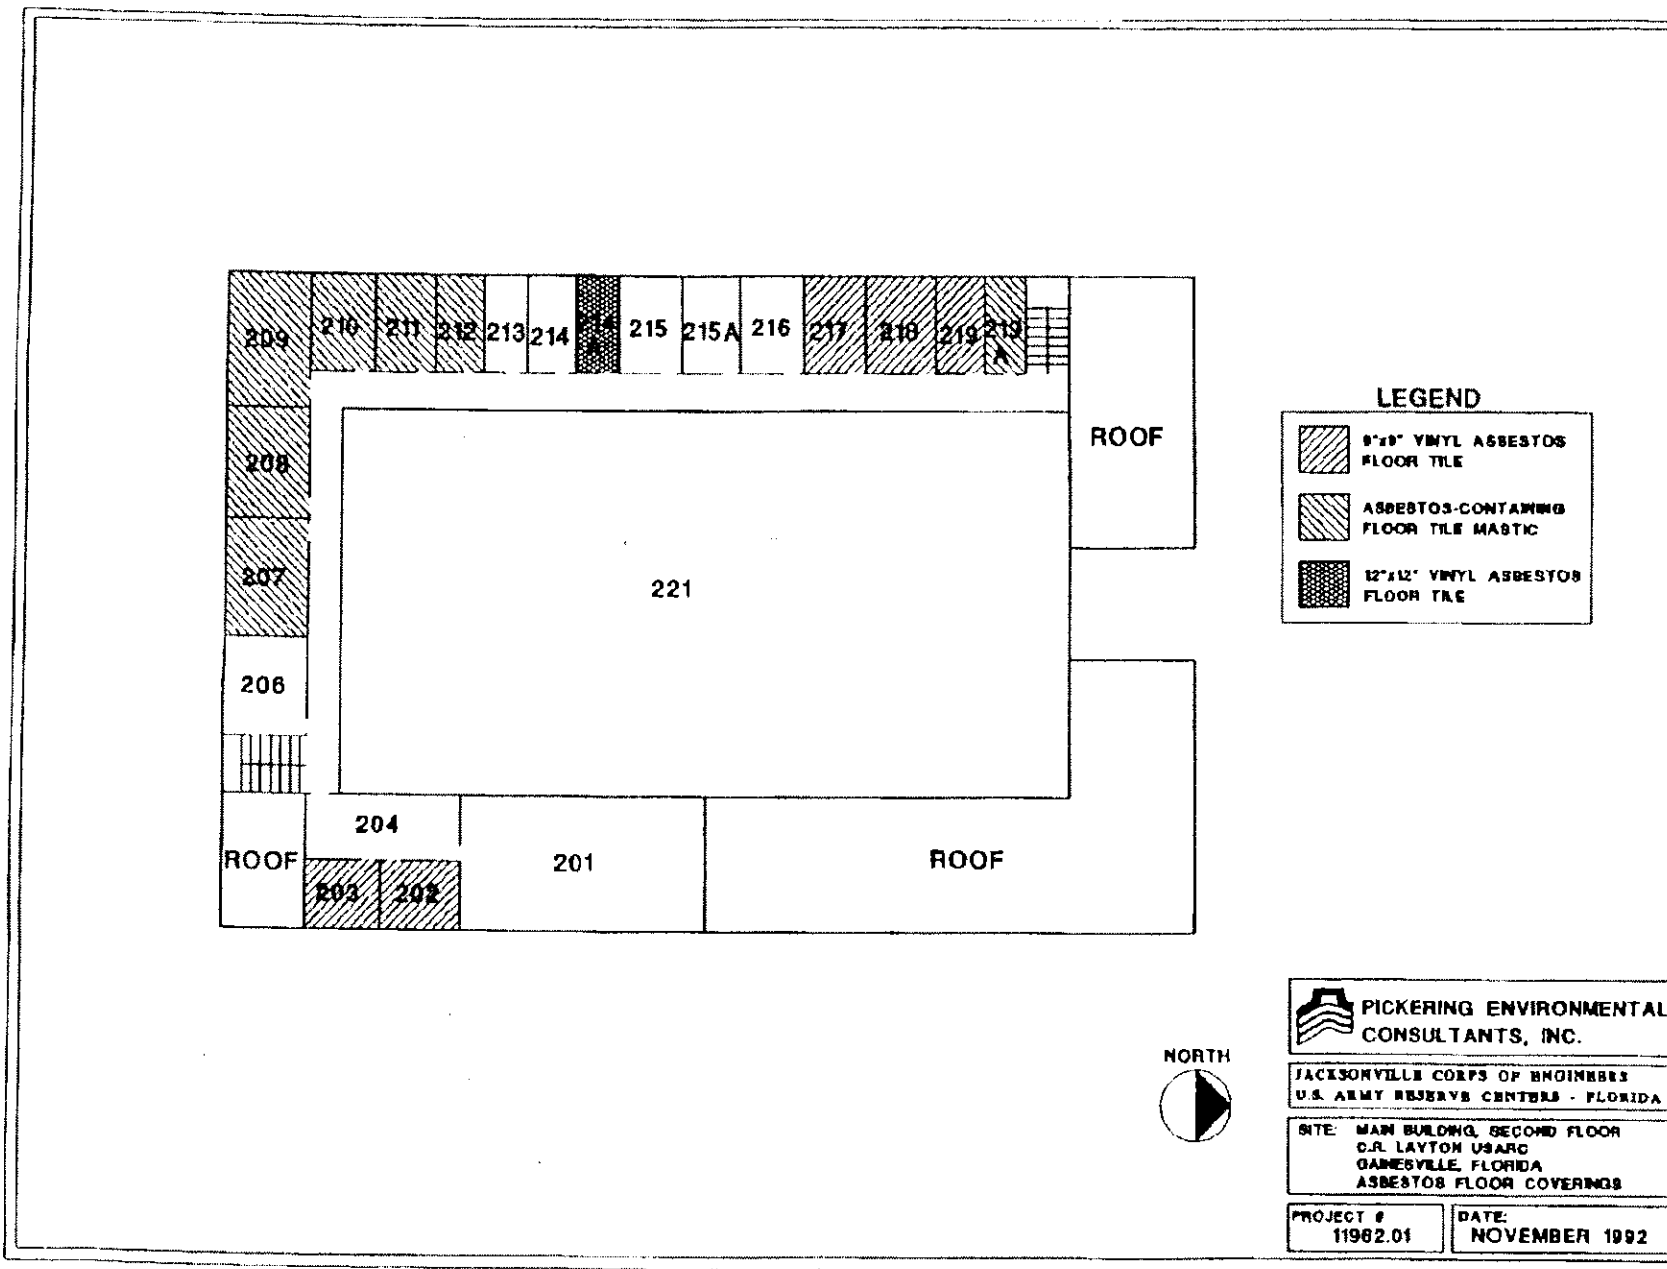 209
210
211
212
213
214
214
A
215
215A
216
217
218
219
219
A
208
207
206
221
ROOF
ROOF
204
203
202
201
ROOF
LEGEND
9"x9" VINYL ASBESTOS
FLOOR TILE
ASBESTOS-CONTAINING
FLOOR TILE MASTIC
12"x12" VINYL ASBESTOS
FLOOR TILE
NORTH
PICKERING ENVIRONMENTAL
CONSULTANTS, INC.
JACKSONVILLE CORPS OF ENGINEERS
U.S. ARMY RESERVE CENTERS - FLORIDA
SITE: MAIN BUILDING, SECOND FLOOR
C.R. LAYTON USARC
GAINESVILLE, FLORIDA
ASBESTOS FLOOR COVERINGS
PROJECT #
11982.01
DATE:
NOVEMBER 1992